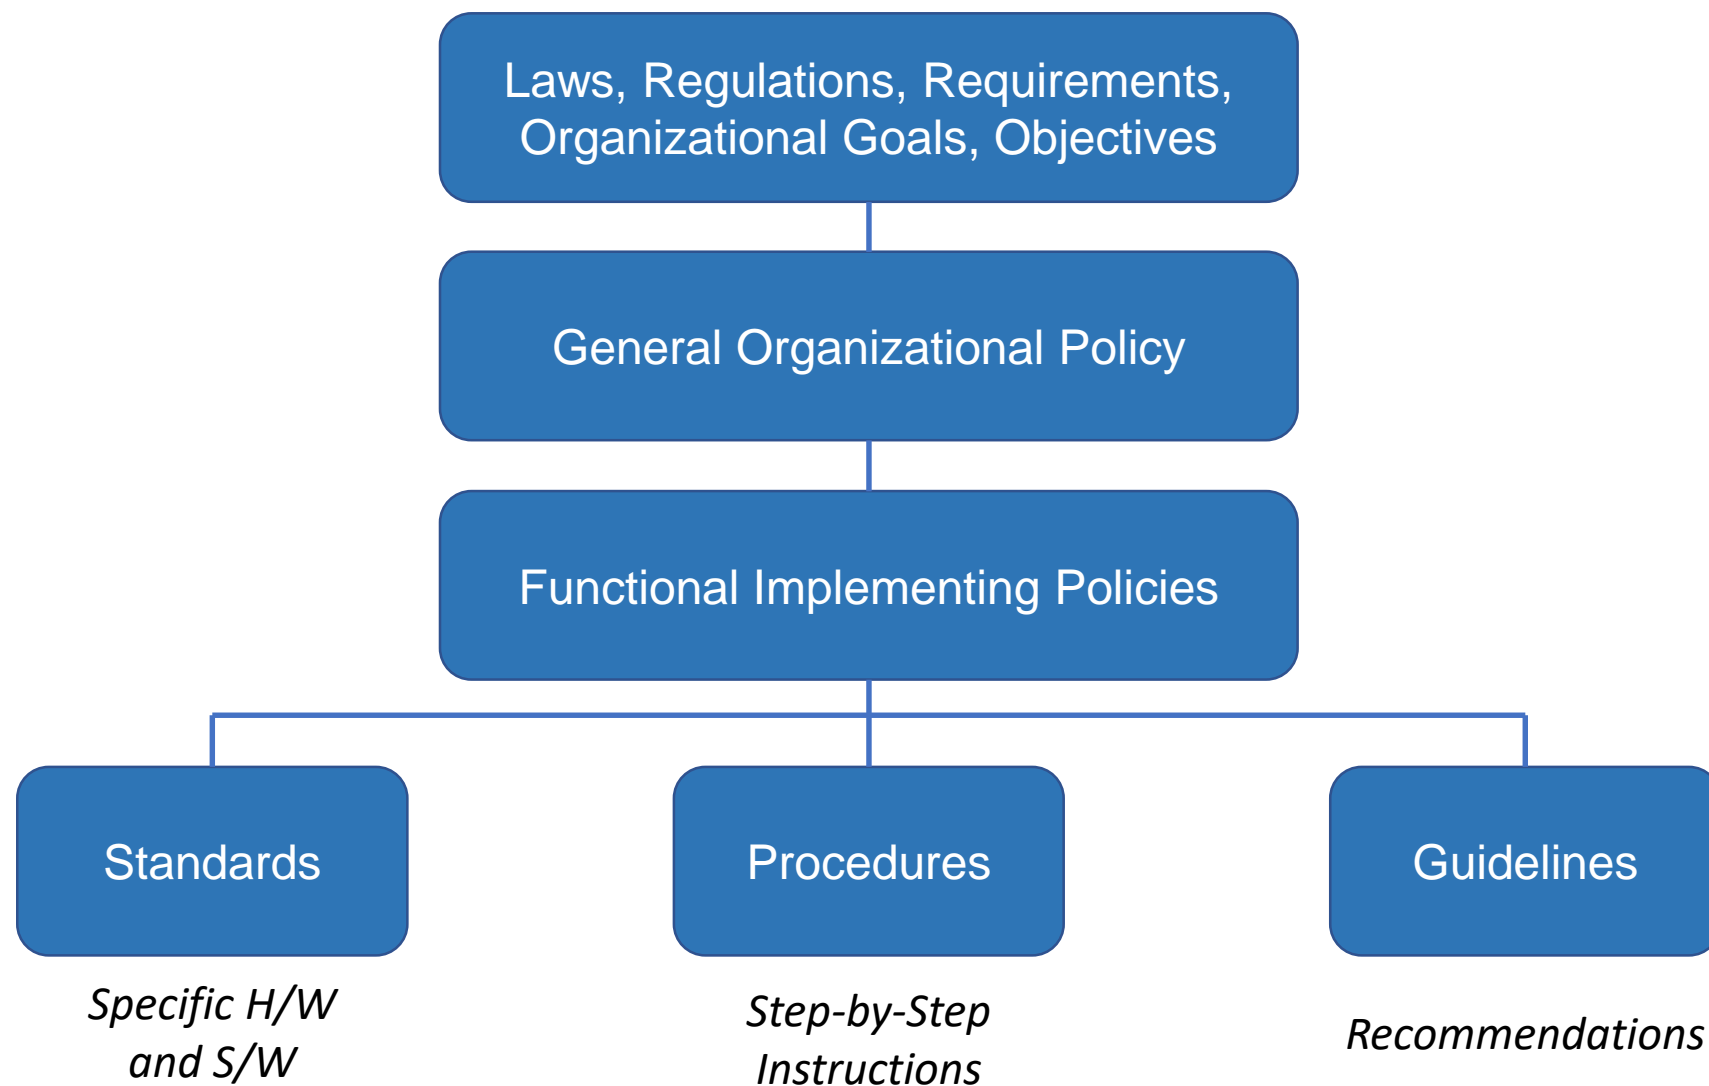 Laws, Regulations, Requirements,
Organizational Goals, Objectives
General Organizational Policy
Functional Implementing Policies
Standards
Procedures
Guidelines
Specific H/W
and S/W
Step-by-Step
Instructions
Recommendations